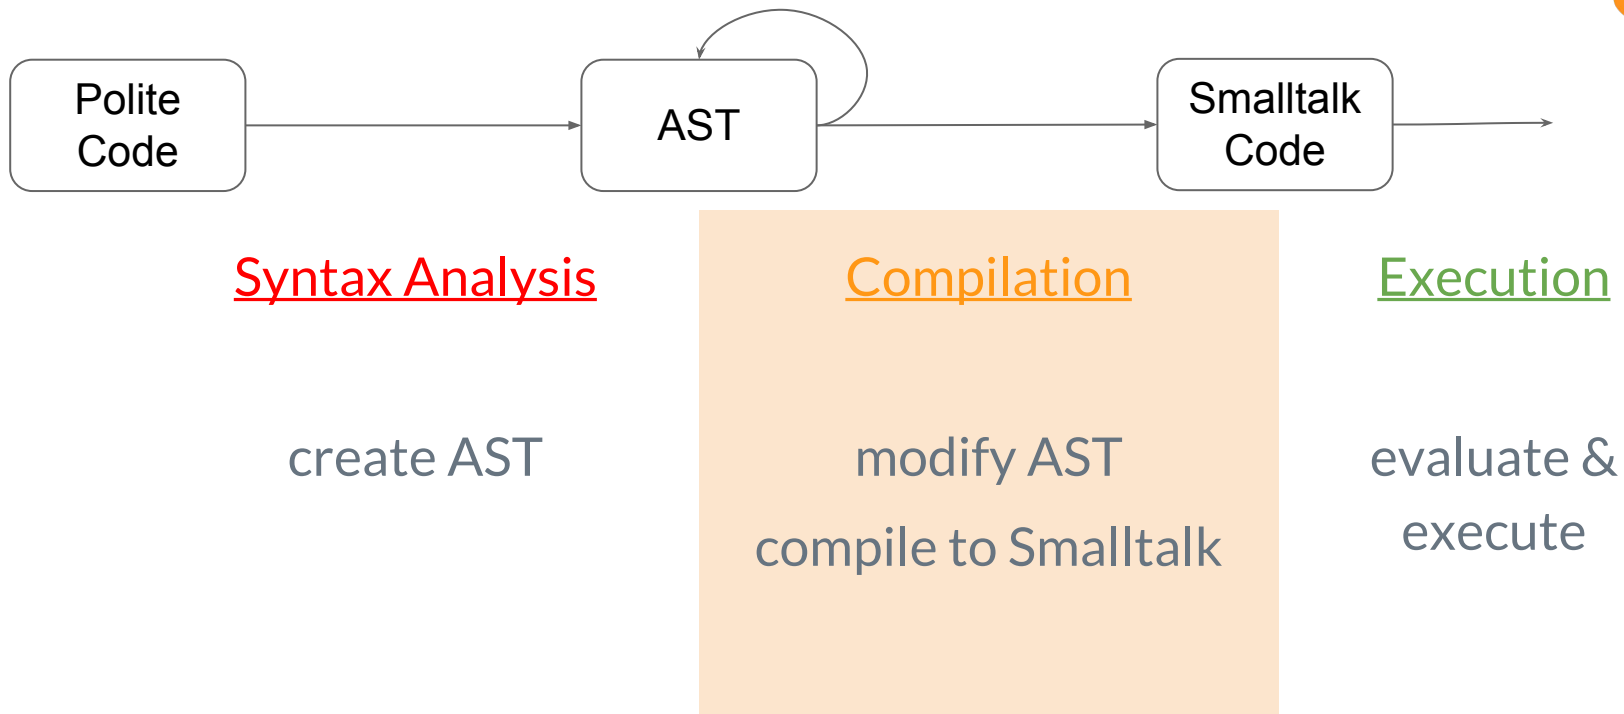 Polite
Code
AST
Smalltalk
Code
Syntax Analysis
Compilation
Execution
create AST
modify AST
compile to Smalltalk
evaluate &
execute